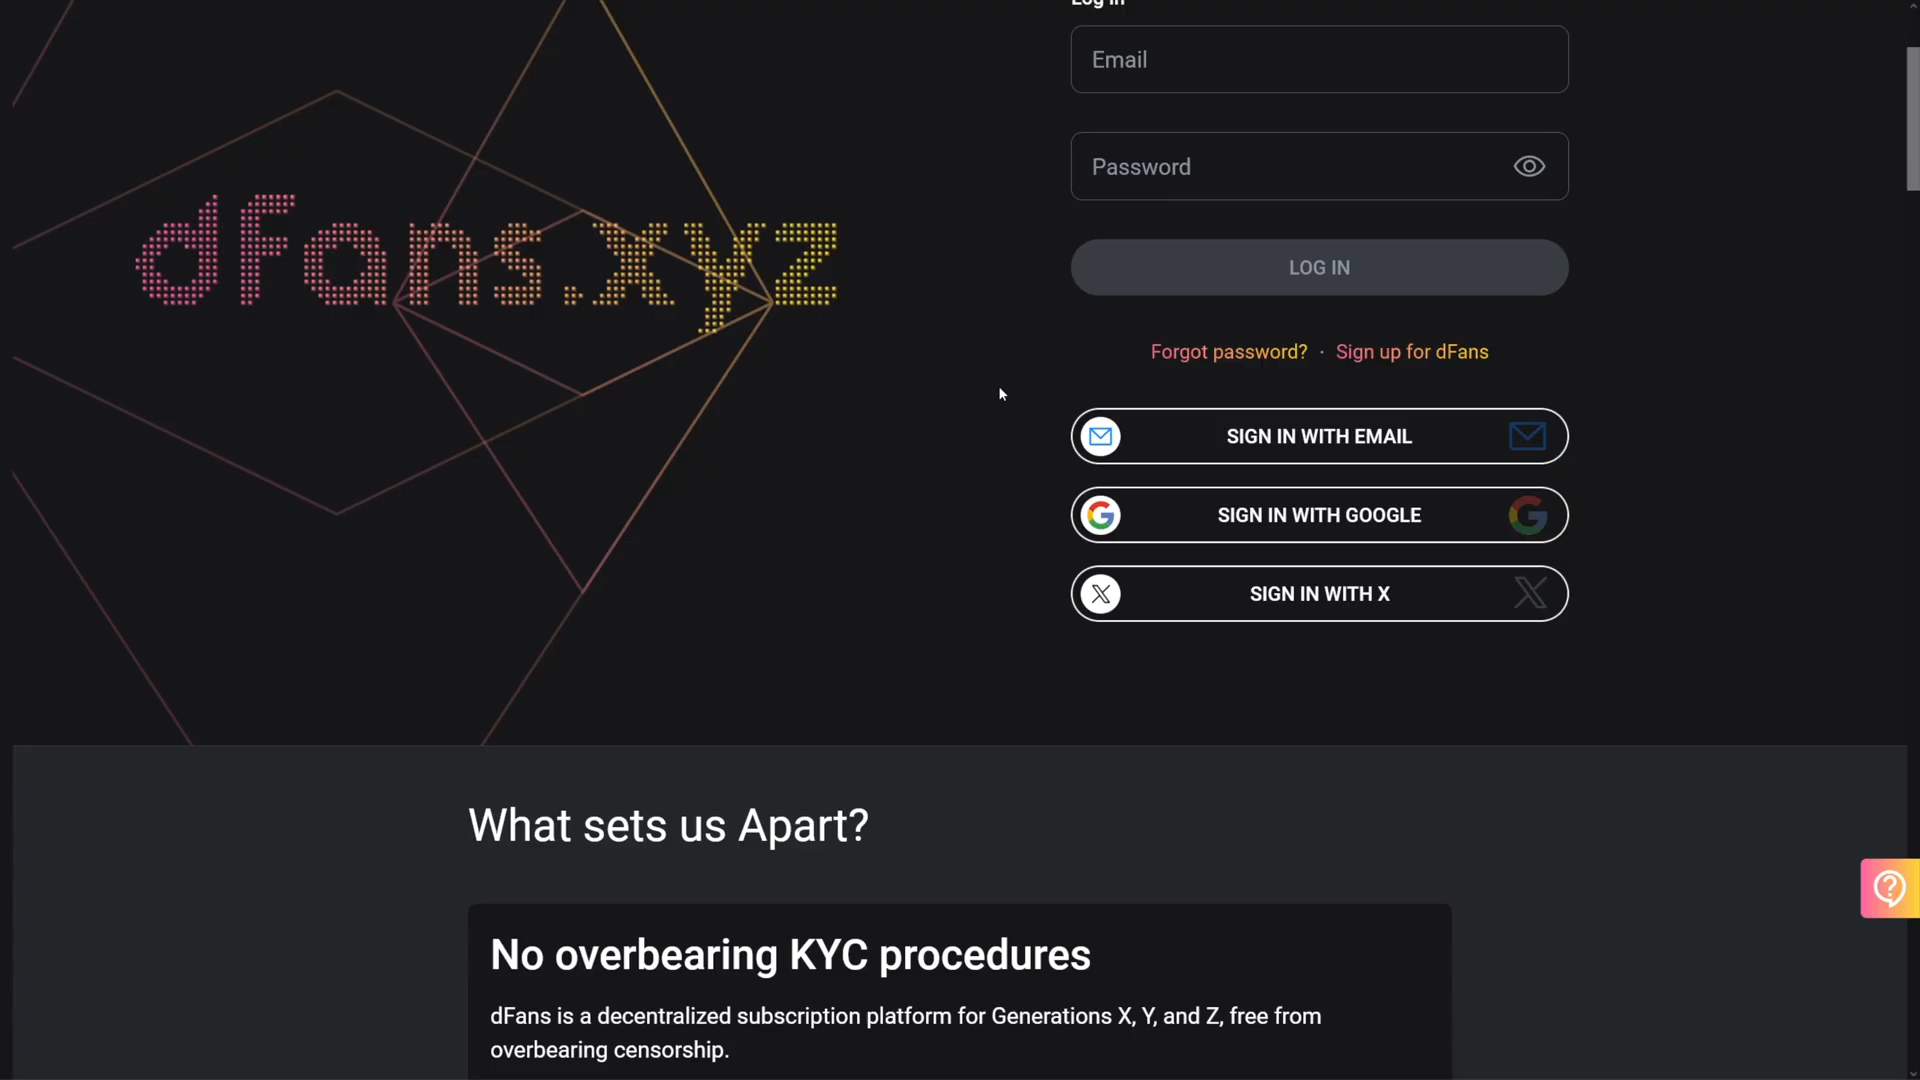 Log in
Email
Password
dFans.xyz
LOG IN
Forgot password? · Sign up for dFans
SIGN IN WITH EMAIL
SIGN IN WITH GOOGLE
SIGN IN WITH X
What sets us Apart?
No overbearing KYC procedures
dFans is a decentralized subscription platform for Generations X, Y, and Z, free from
overbearing censorship.